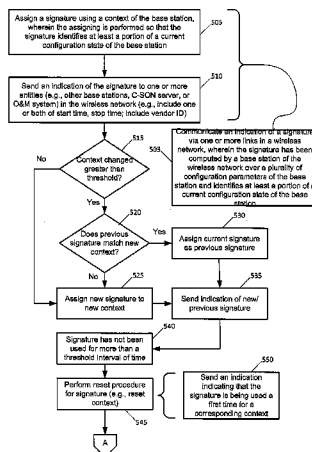 Assign a signature using a context of the base station,
wherein the assigning is performed so that the
signature identifies at least a portion of a current
configuration state of the base station
505
Send an indication of the signature to one or more
entities (e.g., other base stations, C-SON server, or
O&M system) in the wireless network (e.g., include one
or both of start time, stop time; include vendor ID)
510
503
Communicate an indication of a signature
via one or more links in a wireless
network, wherein the signature has been
computed by a base station of the
wireless network over a plurality of
configuration parameters of the base
station and identifies at least a portion of a
current configuration state of the base
station
515
No
Context changed
greater than
threshold?
Yes
520
Does previous
signature match new
context?
Yes
530
Assign current signature
as previous signature
No
525
Assign new signature to
new context
535
Send indication of new/
previous signature
540
Signature has not been
used for more than a
threshold interval of time
550
Perform reset procedure
for signature (e.g., reset
context)
545
Send an indication
indicating that the
signature is being used a
first time for a
corresponding context
A